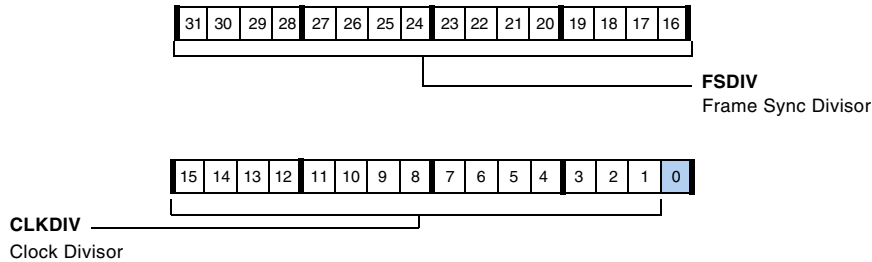 31 30 29 28 27 26 25 24 23 22 21 20 19 18 17 16
FSDIV
Frame Sync Divisor
15 14 13 12 11 10 9 8 7 6 5 4 3 2 1 0
CLKDIV
Clock Divisor